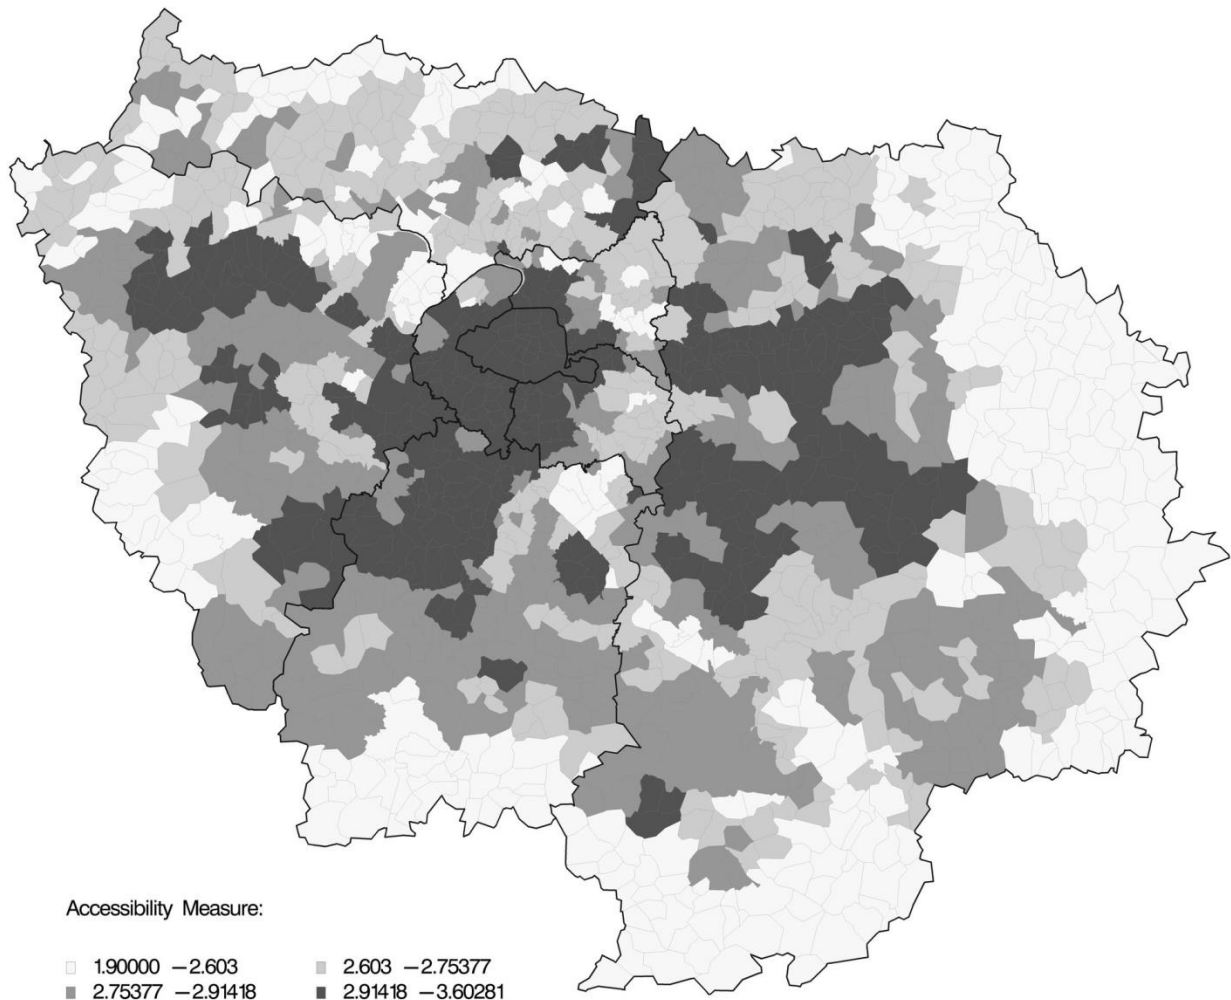 Accessibility Measure:
1.90000 –2.603 2.603 –2.75377
2.75377 –2.91418 2.91418 –3.60281